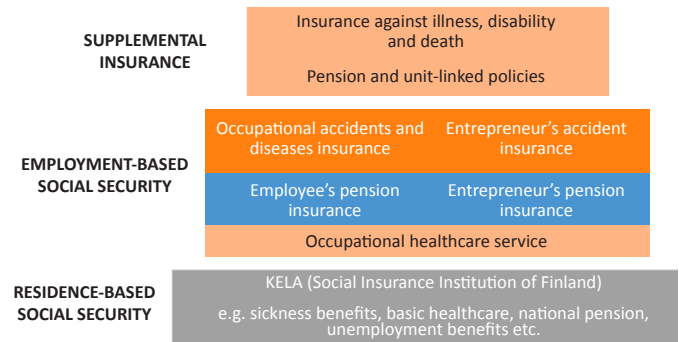 SUPPLEMENTAL
INSURANCE
Insurance against illness, disability
and death
Pension and unit-linked policies
EMPLOYMENT-BASED
SOCIAL SECURITY
Occupational accidents and
diseases insurance
Entrepreneur's accident
insurance
Employee's pension
insurance
Entrepreneur's pension
insurance
Occupational healthcare service
RESIDENCE-BASED
SOCIAL SECURITY
KELA (Social Insurance Institution of Finland)
e.g. sickness benefits, basic healthcare, national pension,
unemployment benefits etc.